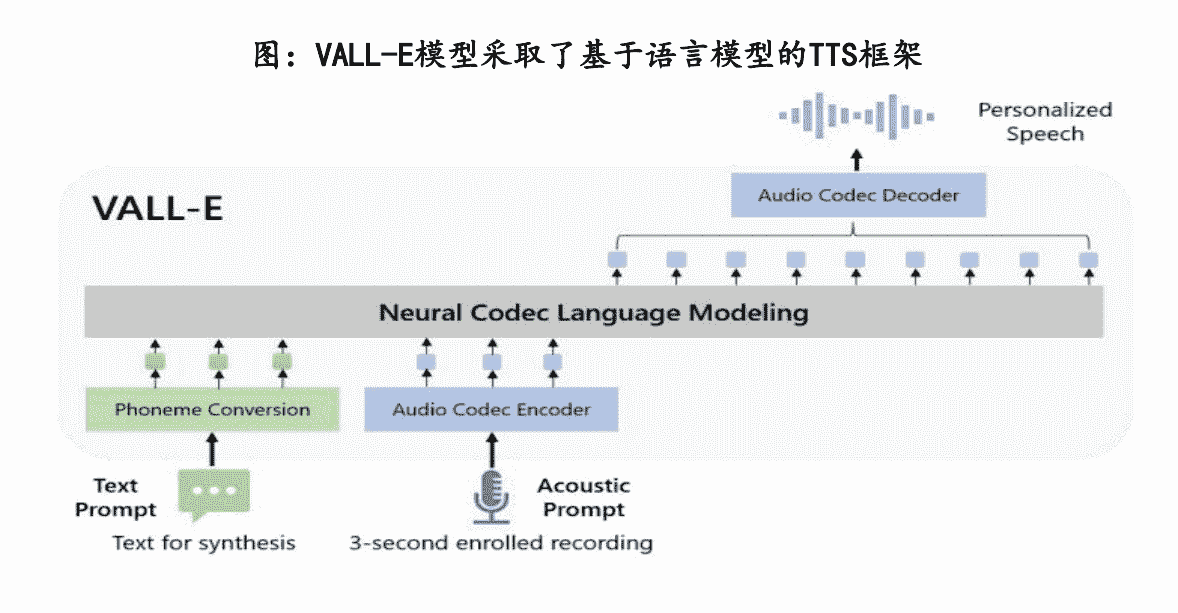 图：VALL-E模型采取了基于语言模型的TTS框架
Personalized
Speech
Audio Codec Decoder
VALL-E
Neural Codec Language Modeling
Phoneme Conversion
Audio Codec Encoder
Text
Prompt
Acoustic
Prompt
Text for synthesis
3-second enrolled recording